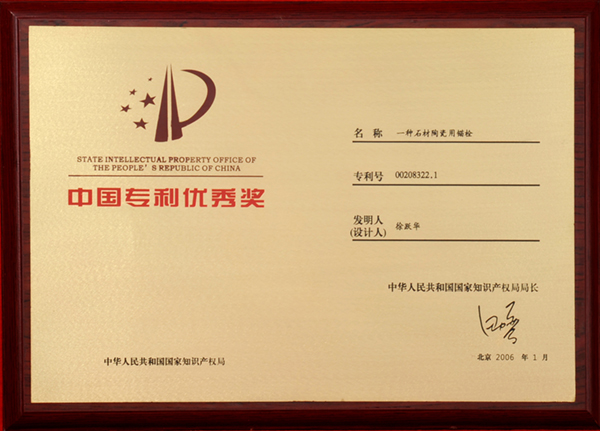 STATE INTELLECTUAL PROPERTY OFFICE OF
THE PEOPLE'S REPUBLIC OF CHINA
中国专利优秀奖
中华人民共和国国家知识产权局
名 称 一种石材陶瓷用锚栓
专利号 00208322.1
发明人
(设计人) 徐跃华
中华人民共和国国家知识产权局局长
北京 2006 年 1 月